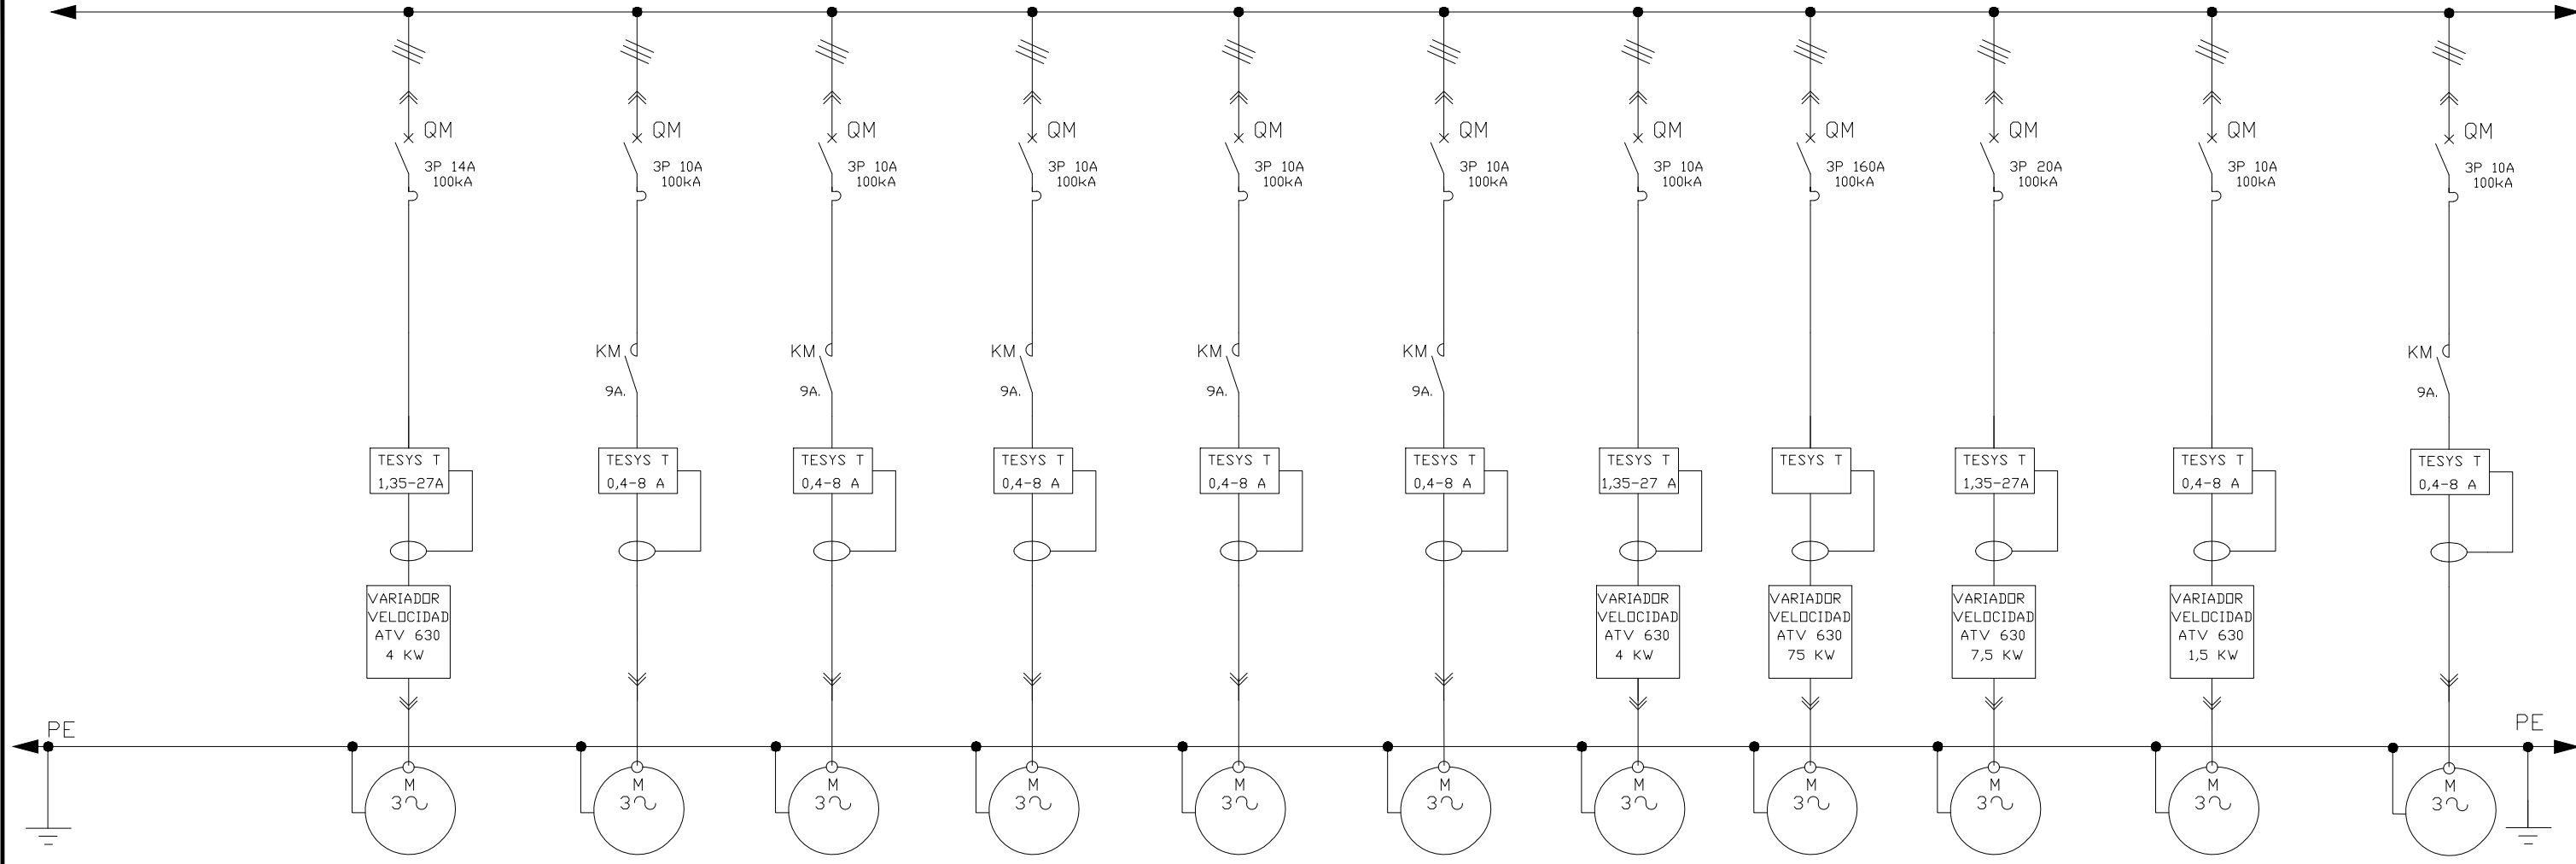 QM
3P 14A
100kA
QM
3P 10A
100kA
QM
3P 10A
100kA
QM
3P 10A
100kA
QM
3P 10A
100kA
QM
3P 10A
100kA
QM
3P 10A
100kA
QM
3P 160A
100kA
QM
3P 20A
100kA
QM
3P 10A
100kA
QM
3P 10A
100kA
KM
9A.
KM
9A.
KM
9A.
KM
9A.
KM
9A.
KM
9A.
TESYS T
1,35-27A
TESYS T
0,4-8 A
TESYS T
0,4-8 A
TESYS T
0,4-8 A
TESYS T
0,4-8 A
TESYS T
0,4-8 A
TESYS T
1,35-27 A
TESYS T
TESYS T
1,35-27A
TESYS T
0,4-8 A
TESYS T
0,4-8 A
VARIADOR
VELOCIDAD
ATV 630
4 KW
VARIADOR
VELOCIDAD
ATV 630
4 KW
VARIADOR
VELOCIDAD
ATV 630
75 KW
VARIADOR
VELOCIDAD
ATV 630
7,5 KW
VARIADOR
VELOCIDAD
ATV 630
1,5 KW
PE
PE
M
3~
M
3~
M
3~
M
3~
M
3~
M
3~
M
3~
M
3~
M
3~
M
3~
M
3~